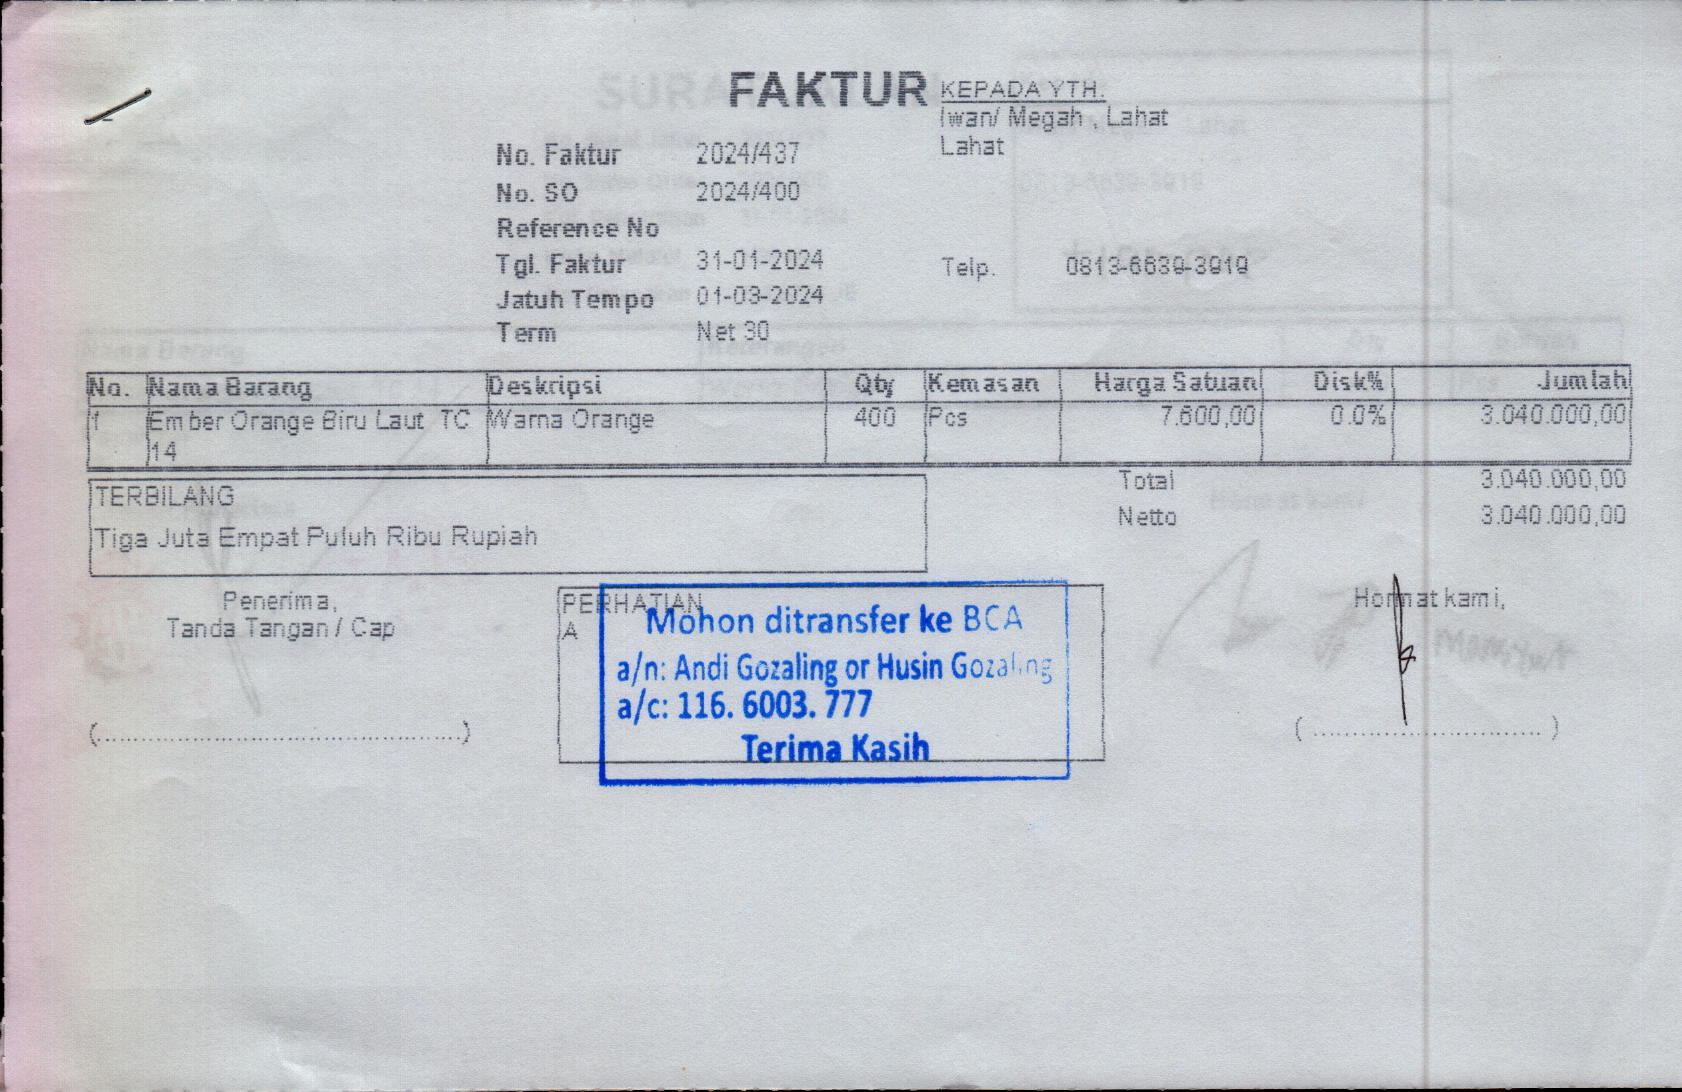 FAKTUR
KEPADA YTH.
Iwan/ Megah , Lahat
Lahat
No. Faktur 2024/437
No. SO 2024/400
Reference No
Tgl. Faktur 31-01-2024
Telp. 0813-6639-3919
Jatuh Tempo 01-03-2024
Term Net 30
No. Nama Barang Deskripsi Qty Kemasan Harga Satuan Disk% Jumlah
1 Ember Orange Biru Laut TC 14 Warna Orange 400 Pcs 7.600,00 0.0% 3.040.000,00
Total 3.040.000,00
Netto 3.040.000,00
TERBILANG
Tiga Juta Empat Puluh Ribu Rupiah
Penerima,
Tanda Tangan / Cap
(..............................................)
PERHATIAN
A
Mohon ditransfer ke BCA
a/n: Andi Gozaling or Husin Gozaling
a/c: 116. 6003. 777
Terima Kasih
Hormat kami,
( ............................. )